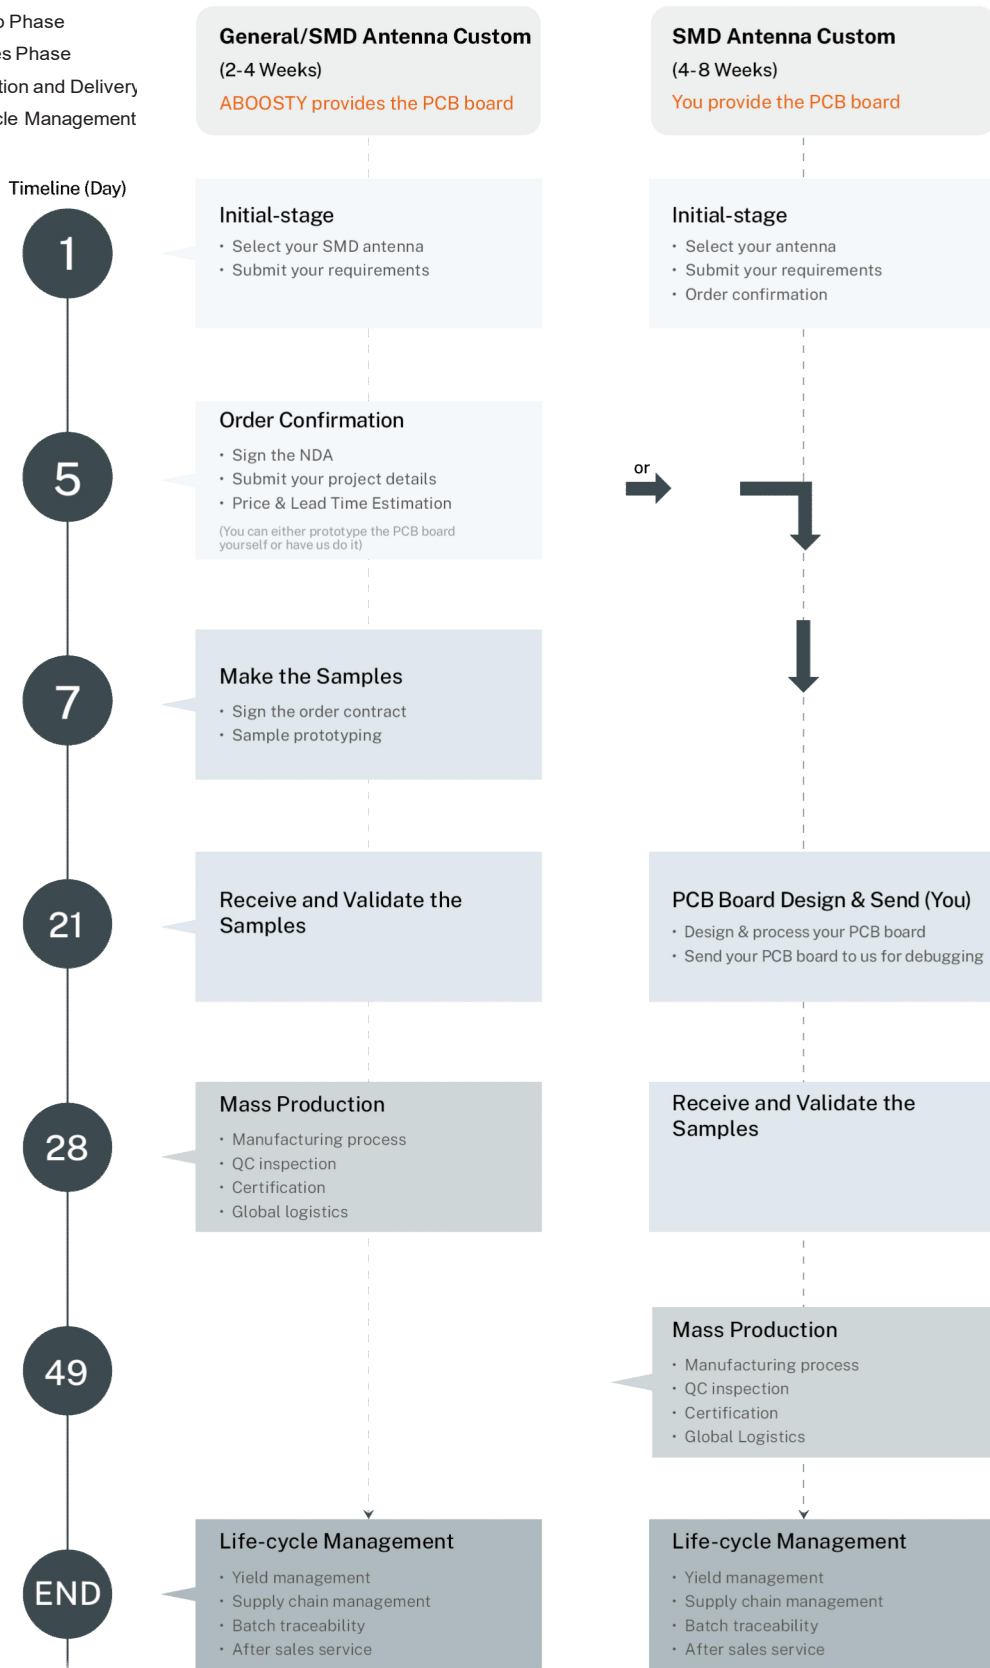 Phase
Phase
and Delivery
Management
General/SMD Antenna Custom
(2-4 Weeks)
ABOOSTY provides the PCB board
SMD Antenna Custom
(4-8 Weeks)
You provide the PCB board
Timeline (Day)
1
Initial-stage
• Select your SMD antenna
• Submit your requirements
Initial-stage
• Select your antenna
• Submit your requirements
• Order confirmation
5
Order Confirmation
• Sign the NDA
• Submit your project details
• Price & Lead Time Estimation
(You can either prototype the PCB board
yourself or have us do it)
or
7
Make the Samples
• Sign the order contract
• Sample prototyping
21
Receive and Validate the
Samples
PCB Board Design & Send (You)
• Design & process your PCB board
• Send your PCB board to us for debugging
28
Mass Production
• Manufacturing process
• QC inspection
• Certification
• Global logistics
Receive and Validate the
Samples
49
Mass Production
• Manufacturing process
• QC inspection
• Certification
• Global Logistics
END
Life-cycle Management
• Yield management
• Supply chain management
• Batch traceability
• After sales service
Life-cycle Management
• Yield management
• Supply chain management
• Batch traceability
• After sales service